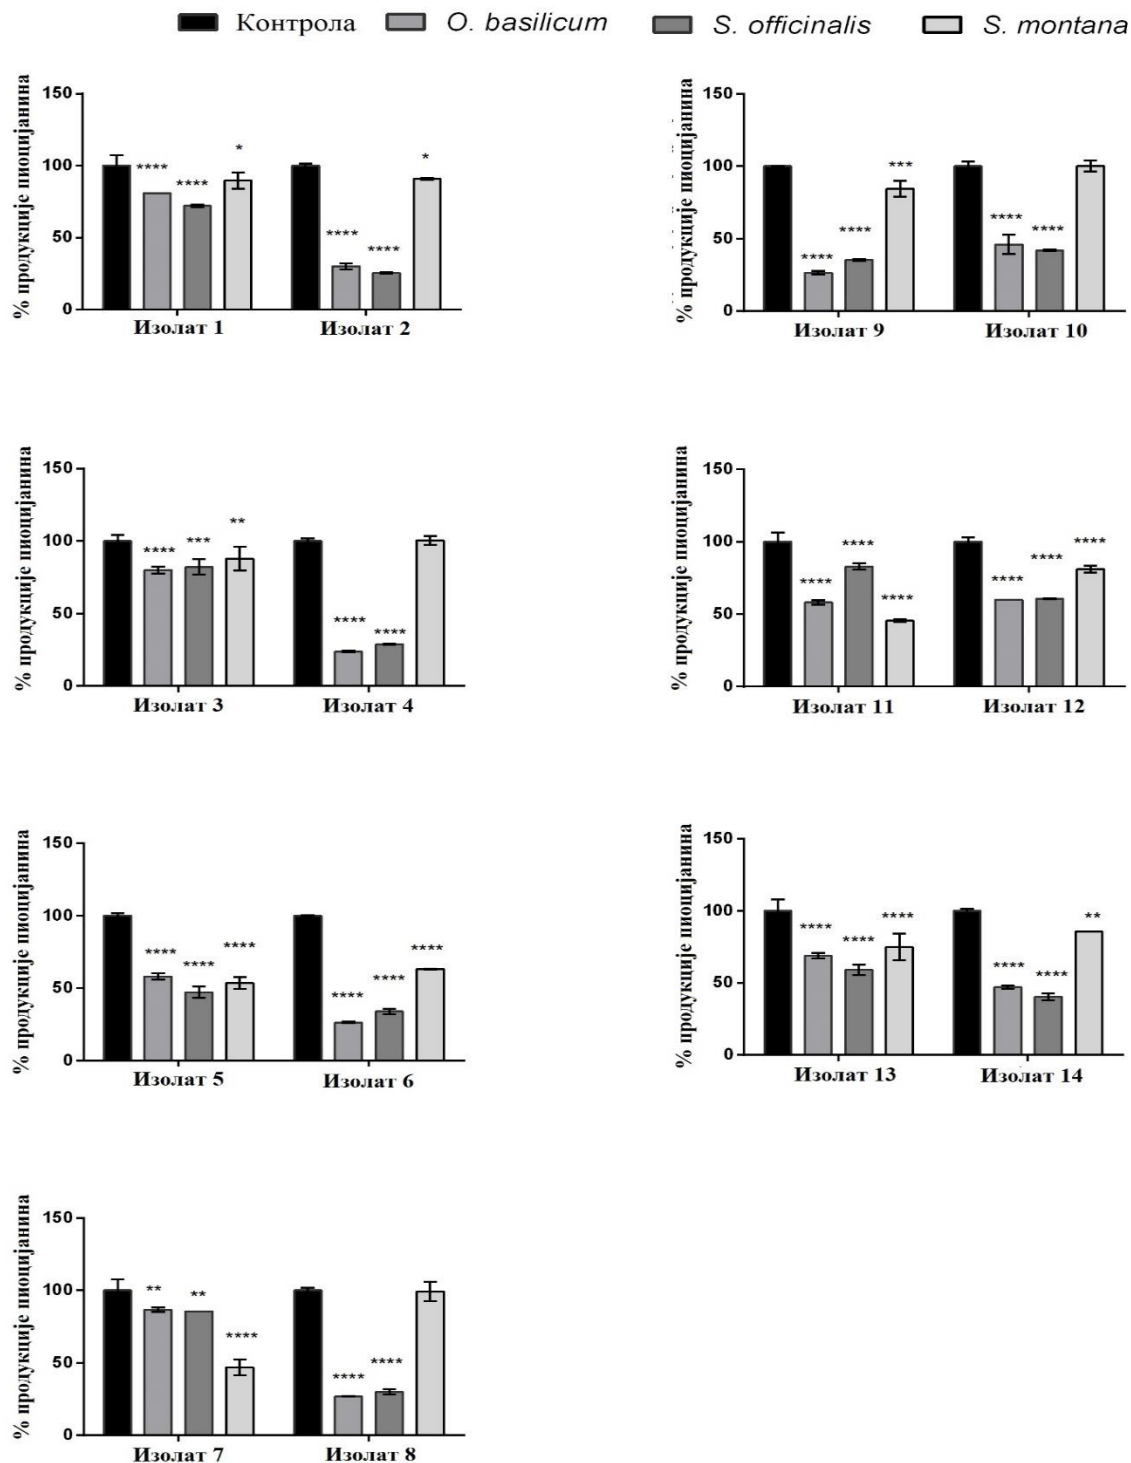 Контрола O. basilicum S. officinalis S. montana
% продукције пиоцијанина
150
100
50
0
**** **** * **** **** *
Изолат 1 Изолат 2
% продукције пиоцијанина
150
100
50
0
**** **** *** **** ****
Изолат 9 Изолат 10
% продукције пиоцијанина
150
100
50
0
**** *** ** **** ****
Изолат 3 Изолат 4
% продукције пиоцијанина
150
100
50
0
**** **** **** **** **** ****
Изолат 11 Изолат 12
% продукције пиоцијанина
150
100
50
0
**** **** **** **** **** ****
Изолат 5 Изолат 6
% продукције пиоцијанина
150
100
50
0
**** **** **** **** **** **
Изолат 13 Изолат 14
% продукције пиоцијанина
150
100
50
0
** ** **** **** ****
Изолат 7 Изолат 8